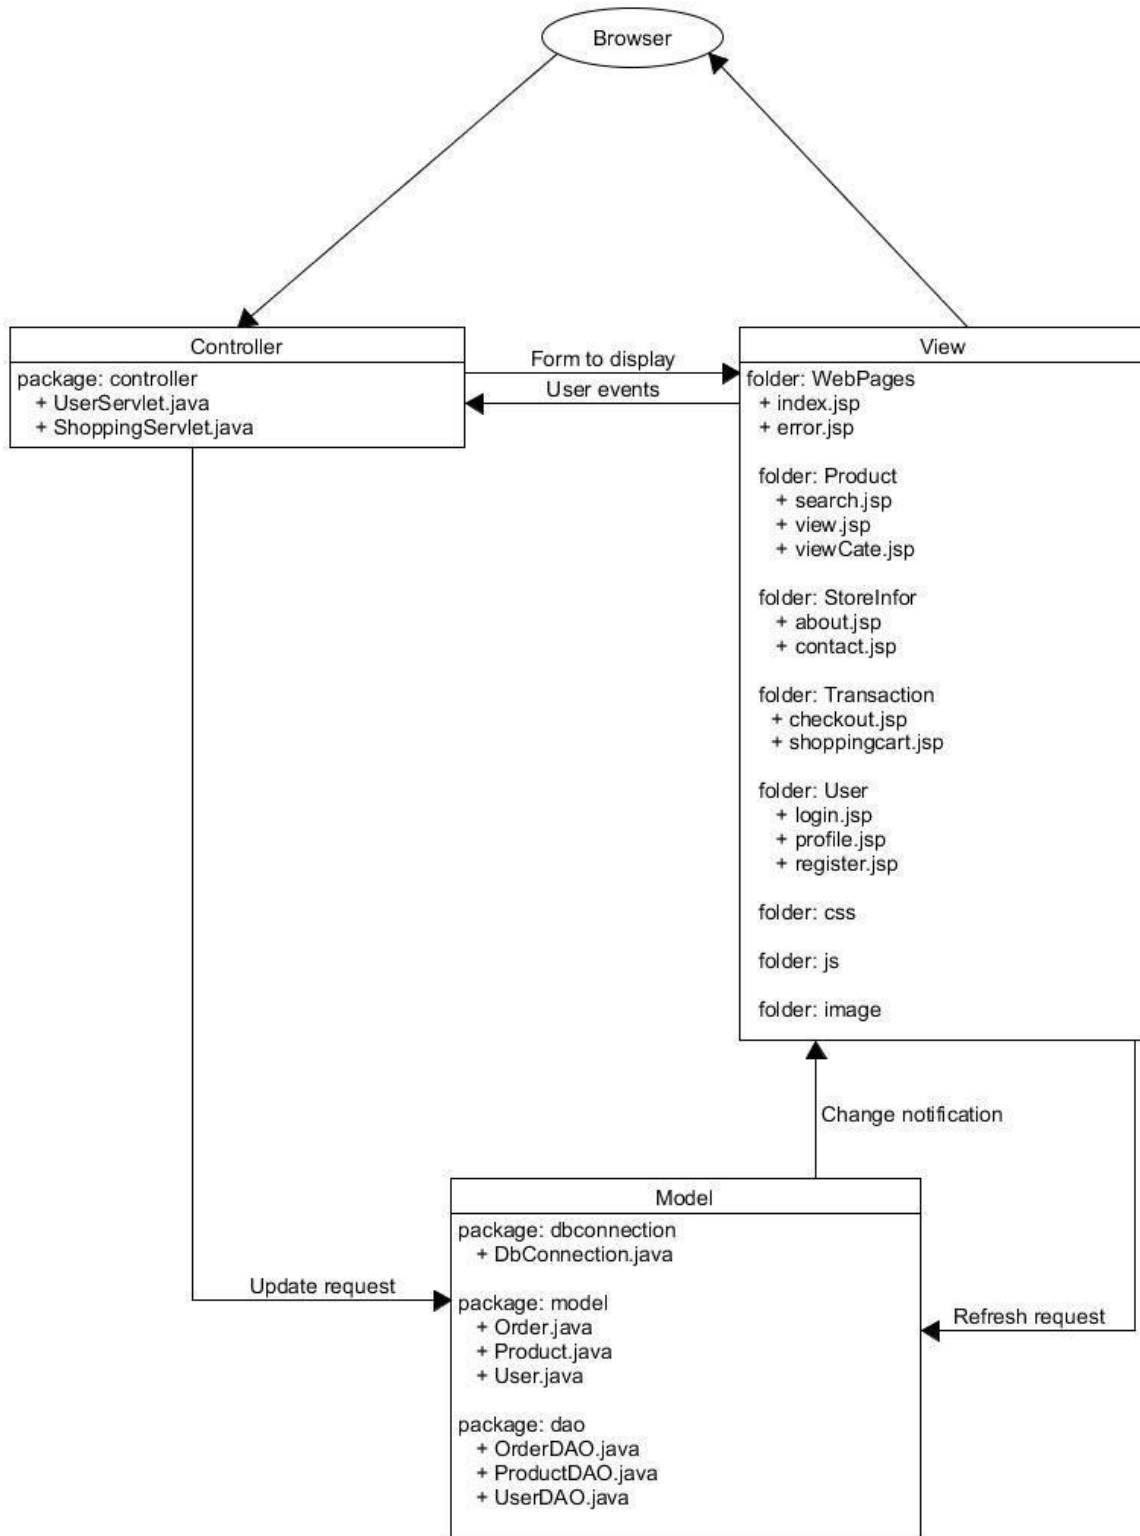 Browser
Controller
package: controller
+ UserServlet.java
+ ShoppingServlet.java
Form to display
User events
View
folder: WebPages
+ index.jsp
+ error.jsp
folder: Product
+ search.jsp
+ view.jsp
+ viewCate.jsp
folder: StoreInfor
+ about.jsp
+ contact.jsp
folder: Transaction
+ checkout.jsp
+ shoppingcart.jsp
folder: User
+ login.jsp
+ profile.jsp
+ register.jsp
folder: css
folder: js
folder: image
Change notification
Update request
Model
package: dbconnection
+ DbConnection.java
package: model
+ Order.java
+ Product.java
+ User.java
package: dao
+ OrderDAO.java
+ ProductDAO.java
+ UserDAO.java
Refresh request